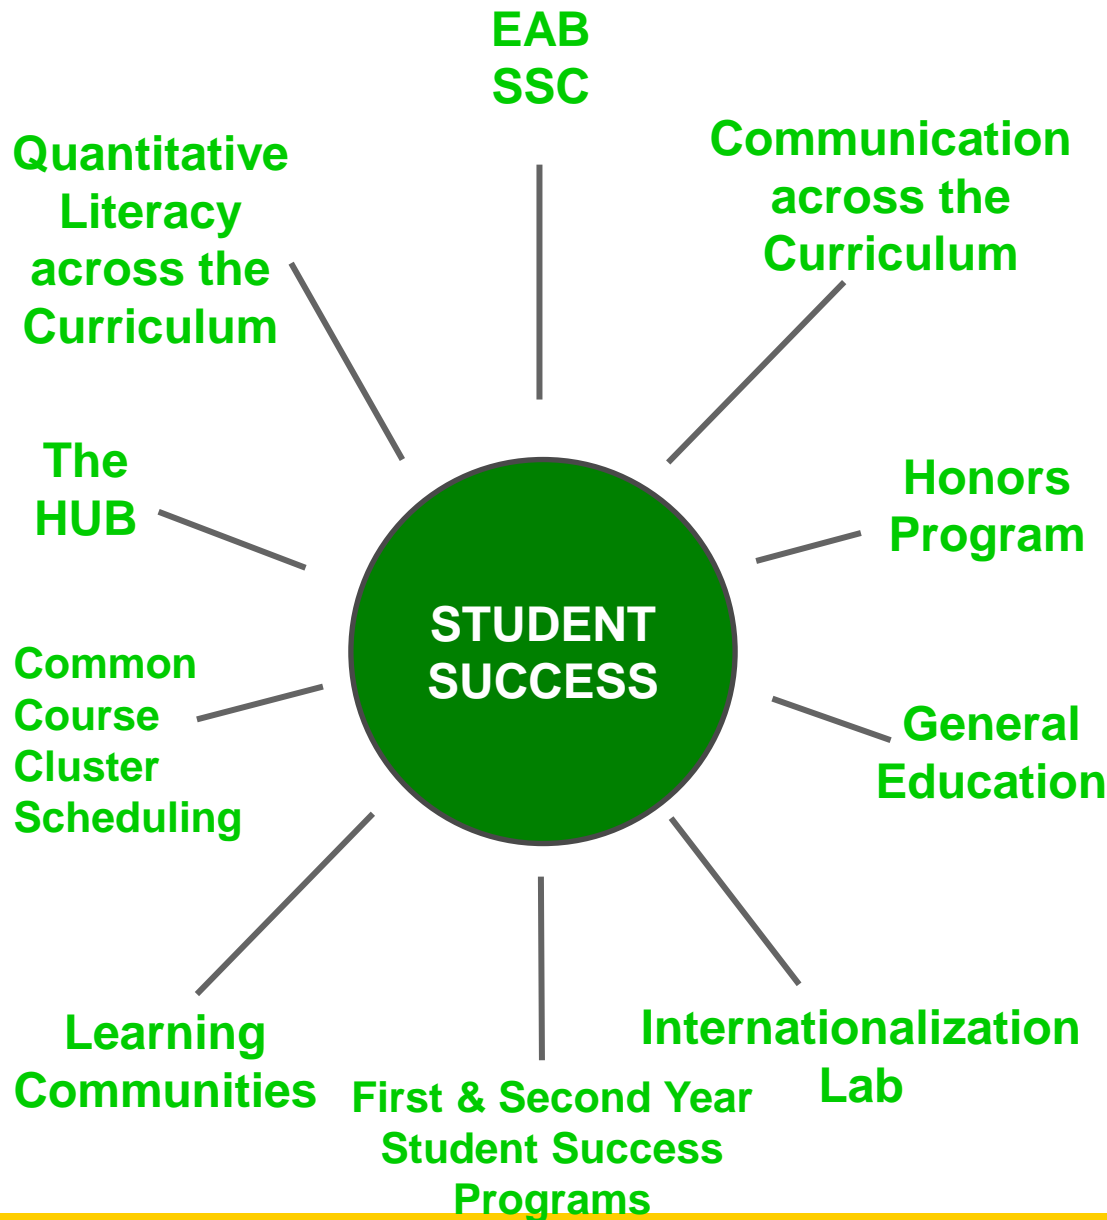 EAB
SSC
Communication
across the
Curriculum
Quantitative
Literacy
across the
Curriculum
The
HUB
Honors
Program
STUDENT
SUCCESS
Common
Course
Cluster
Scheduling
General
Education
Learning
Communities
First & Second Year
Student Success
Programs
Internationalization
Lab